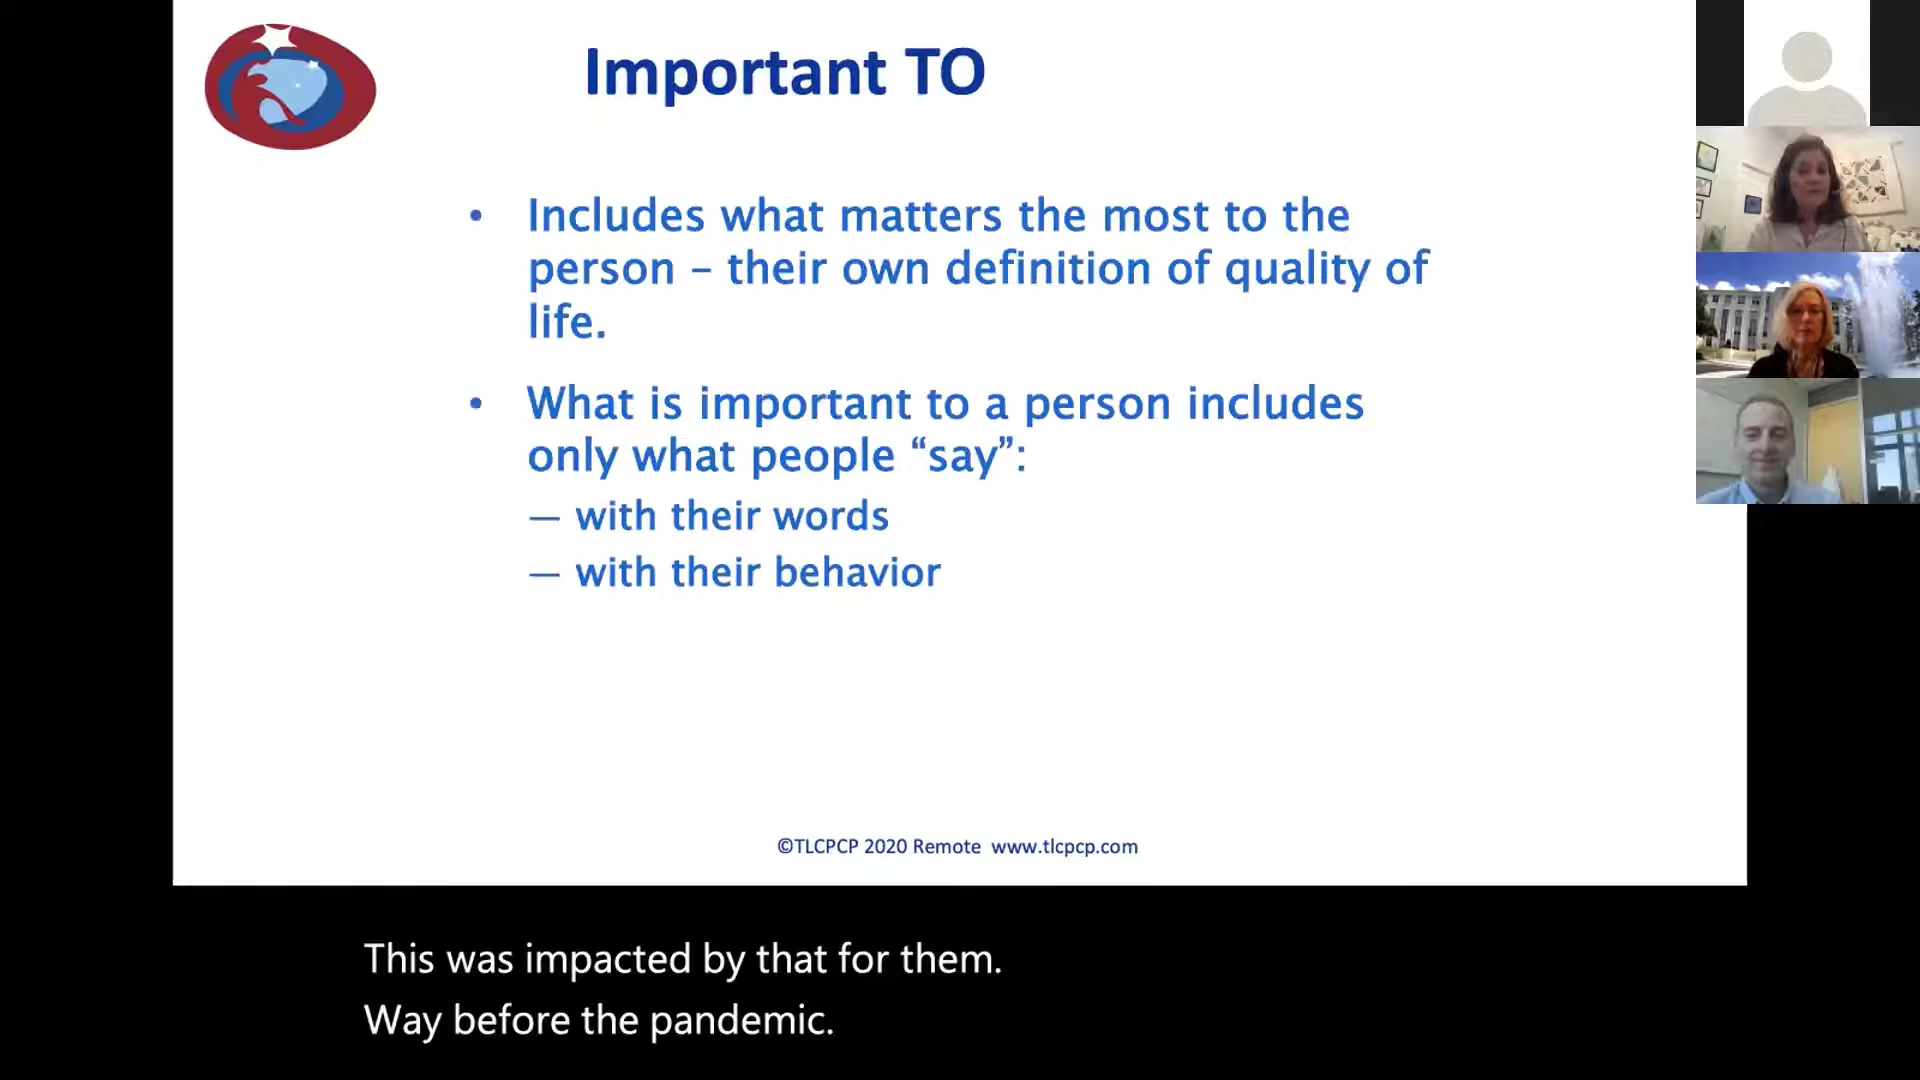 Important TO
• Includes what matters the most to the
person – their own definition of quality of
life.
• What is important to a person includes
only what people “say”:
— with their words
— with their behavior
©TLCPCP 2020 Remote www.tlcpcp.com
This was impacted by that for them.
Way before the pandemic.